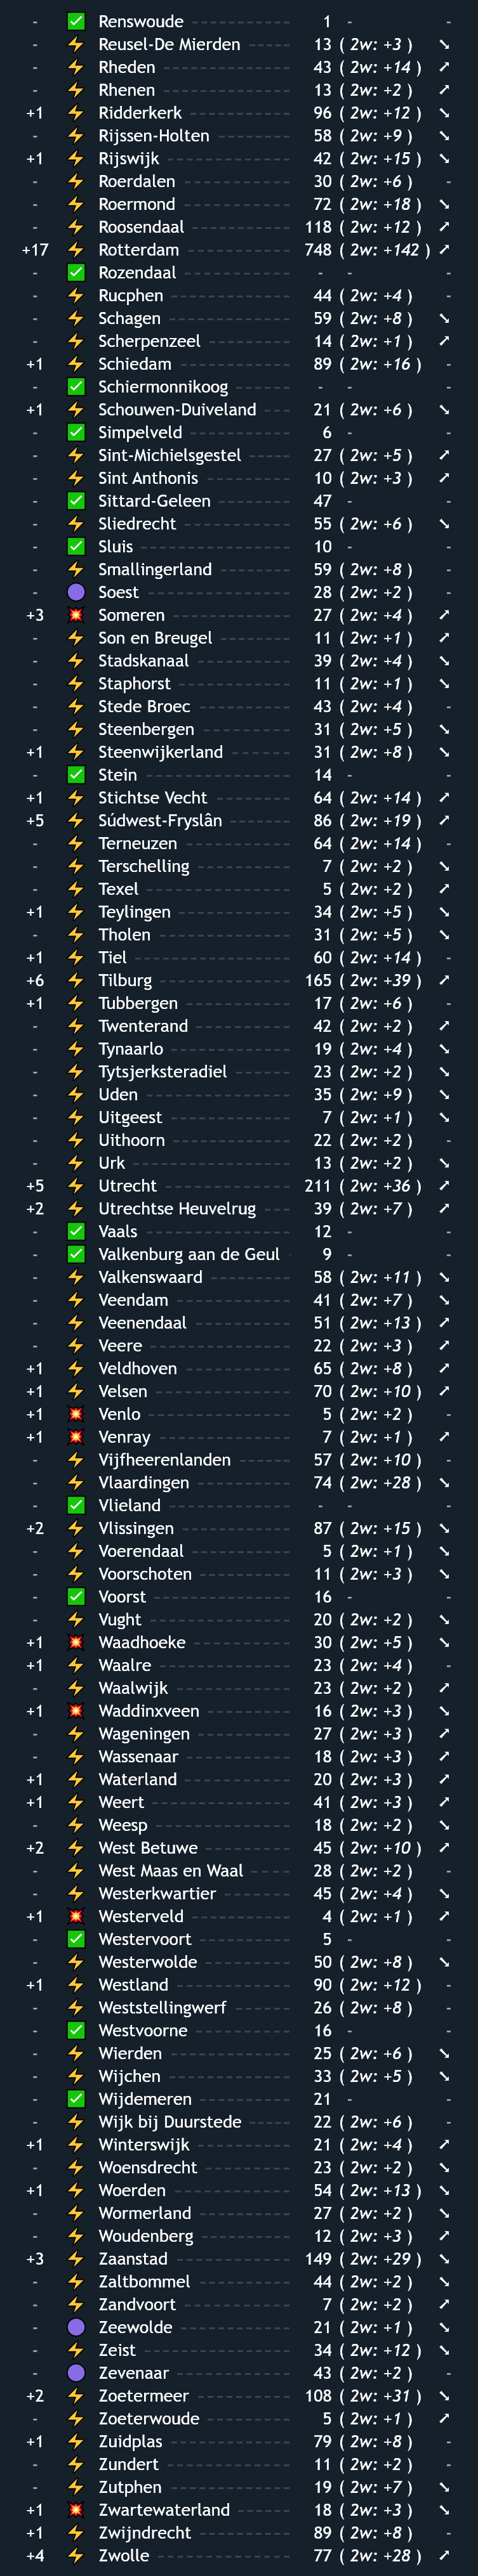 - ✅ Renswoude 1 - -
- ⚡ Reusel-De Mierden 13 ( 2w: +3 ) ↘
- ⚡ Rheden 43 ( 2w: +14 ) ↗
- ⚡ Rhenen 13 ( 2w: +2 ) ↗
+1 ⚡ Ridderkerk 96 ( 2w: +12 ) ↘
- ⚡ Rijssen-Holten 58 ( 2w: +9 ) ↘
+1 ⚡ Rijswijk 42 ( 2w: +15 ) ↘
- ⚡ Roerdalen 30 ( 2w: +6 ) -
- ⚡ Roermond 72 ( 2w: +18 ) ↘
- ⚡ Roosendaal 118 ( 2w: +12 ) ↗
+17 ⚡ Rotterdam 748 ( 2w: +142 ) ↗
- ✅ Rozendaal - - -
- ⚡ Rucphen 44 ( 2w: +4 ) -
- ⚡ Schagen 59 ( 2w: +8 ) ↘
- ⚡ Scherpenzeel 14 ( 2w: +1 ) ↗
+1 ⚡ Schiedam 89 ( 2w: +16 ) -
- ✅ Schiermonnikoog - - -
+1 ⚡ Schouwen-Duiveland 21 ( 2w: +6 ) ↘
- ✅ Simpelveld 6 - -
- ⚡ Sint-Michielsgestel 27 ( 2w: +5 ) ↗
- ⚡ Sint Anthonis 10 ( 2w: +3 ) ↗
- ✅ Sittard-Geleen 47 - -
- ⚡ Sliedrecht 55 ( 2w: +6 ) ↘
- ✅ Sluis 10 - -
- ⚡ Smallingerland 59 ( 2w: +8 ) -
- 🟣 Soest 28 ( 2w: +2 ) -
+3 💥 Someren 27 ( 2w: +4 ) ↗
- ⚡ Son en Breugel 11 ( 2w: +1 ) ↗
- ⚡ Stadskanaal 39 ( 2w: +4 ) ↘
- ⚡ Staphorst 11 ( 2w: +1 ) ↘
- ⚡ Stede Broec 43 ( 2w: +4 ) -
- ⚡ Steenbergen 31 ( 2w: +5 ) ↘
+1 ⚡ Steenwijkerland 31 ( 2w: +8 ) ↘
- ✅ Stein 14 - -
+1 ⚡ Stichtse Vecht 64 ( 2w: +14 ) ↗
+5 ⚡ Súdwest-Fryslân 86 ( 2w: +19 ) ↗
- ⚡ Terneuzen 64 ( 2w: +14 ) -
- ⚡ Terschelling 7 ( 2w: +2 ) ↘
- ⚡ Texel 5 ( 2w: +2 ) ↗
+1 ⚡ Teylingen 34 ( 2w: +5 ) ↘
- ⚡ Tholen 31 ( 2w: +5 ) ↘
+1 ⚡ Tiel 60 ( 2w: +14 ) -
+6 ⚡ Tilburg 165 ( 2w: +39 ) ↗
+1 ⚡ Tubbergen 17 ( 2w: +6 ) -
- ⚡ Twenterand 42 ( 2w: +2 ) ↗
- ⚡ Tynaarlo 19 ( 2w: +4 ) ↘
- ⚡ Tytsjerksteradiel 23 ( 2w: +2 ) ↘
- ⚡ Uden 35 ( 2w: +9 ) ↘
- ⚡ Uitgeest 7 ( 2w: +1 ) ↘
- ⚡ Uithoorn 22 ( 2w: +2 ) -
- ⚡ Urk 13 ( 2w: +2 ) ↘
+5 ⚡ Utrecht 211 ( 2w: +36 ) ↗
+2 ⚡ Utrechtse Heuvelrug 39 ( 2w: +7 ) ↗
- ✅ Vaals 12 - -
- ✅ Valkenburg aan de Geul 9 - -
- ⚡ Valkenswaard 58 ( 2w: +11 ) ↘
- ⚡ Veendam 41 ( 2w: +7 ) ↘
- ⚡ Veenendaal 51 ( 2w: +13 ) ↗
- ⚡ Veere 22 ( 2w: +3 ) ↗
+1 ⚡ Veldhoven 65 ( 2w: +8 ) ↗
+1 ⚡ Velsen 70 ( 2w: +10 ) ↗
+1 💥 Venlo 5 ( 2w: +2 ) -
+1 💥 Venray 7 ( 2w: +1 ) ↗
- ⚡ Vijfheerenlanden 57 ( 2w: +10 ) -
- ⚡ Vlaardingen 74 ( 2w: +28 ) ↘
- ✅ Vlieland - - -
+2 ⚡ Vlissingen 87 ( 2w: +15 ) ↘
- ⚡ Voerendaal 5 ( 2w: +1 ) ↘
- ⚡ Voorschoten 11 ( 2w: +3 ) ↘
- ✅ Voorst 16 - -
- ⚡ Vught 20 ( 2w: +2 ) ↘
+1 💥 Waadhoeke 30 ( 2w: +5 ) ↘
+1 ⚡ Waalre 23 ( 2w: +4 ) -
- ⚡ Waalwijk 23 ( 2w: +2 ) ↗
+1 💥 Waddinxveen 16 ( 2w: +3 ) ↘
- ⚡ Wageningen 27 ( 2w: +3 ) ↗
- ⚡ Wassenaar 18 ( 2w: +3 ) ↗
+1 ⚡ Waterland 20 ( 2w: +3 ) ↗
+1 ⚡ Weert 41 ( 2w: +3 ) ↗
- ⚡ Weesp 18 ( 2w: +2 ) ↘
+2 ⚡ West Betuwe 45 ( 2w: +10 ) ↗
- ⚡ West Maas en Waal 28 ( 2w: +2 ) -
- ⚡ Westerkwartier 45 ( 2w: +4 ) ↘
+1 💥 Westerveld 4 ( 2w: +1 ) ↗
- ✅ Westervoort 5 - -
- ⚡ Westerwolde 50 ( 2w: +8 ) ↘
+1 ⚡ Westland 90 ( 2w: +12 ) -
- ⚡ Weststellingwerf 26 ( 2w: +8 ) -
- ✅ Westvoorne 16 - -
- ⚡ Wierden 25 ( 2w: +6 ) ↘
- ⚡ Wijchen 33 ( 2w: +5 ) ↘
- ✅ Wijdemeren 21 - -
- ⚡ Wijk bij Duurstede 22 ( 2w: +6 ) -
+1 ⚡ Winterswijk 21 ( 2w: +4 ) ↗
- ⚡ Woensdrecht 23 ( 2w: +2 ) ↘
+1 ⚡ Woerden 54 ( 2w: +13 ) ↘
- ⚡ Wormerland 27 ( 2w: +2 ) ↘
- ⚡ Woudenberg 12 ( 2w: +3 ) ↗
+3 ⚡ Zaanstad 149 ( 2w: +29 ) ↘
- ⚡ Zaltbommel 44 ( 2w: +2 ) ↘
- ⚡ Zandvoort 7 ( 2w: +2 ) ↗
- 🟣 Zeewolde 21 ( 2w: +1 ) ↘
- ⚡ Zeist 34 ( 2w: +12 ) ↘
- 🟣 Zevenaar 43 ( 2w: +2 ) -
+2 ⚡ Zoetermeer 108 ( 2w: +31 ) ↘
- ⚡ Zoeterwoude 5 ( 2w: +1 ) ↗
+1 ⚡ Zuidplas 79 ( 2w: +8 ) -
- ⚡ Zundert 11 ( 2w: +2 ) -
- ⚡ Zutphen 19 ( 2w: +7 ) ↘
+1 💥 Zwartewaterland 18 ( 2w: +3 ) ↘
+1 ⚡ Zwijndrecht 89 ( 2w: +8 ) -
+4 ⚡ Zwolle 77 ( 2w: +28 ) ↗